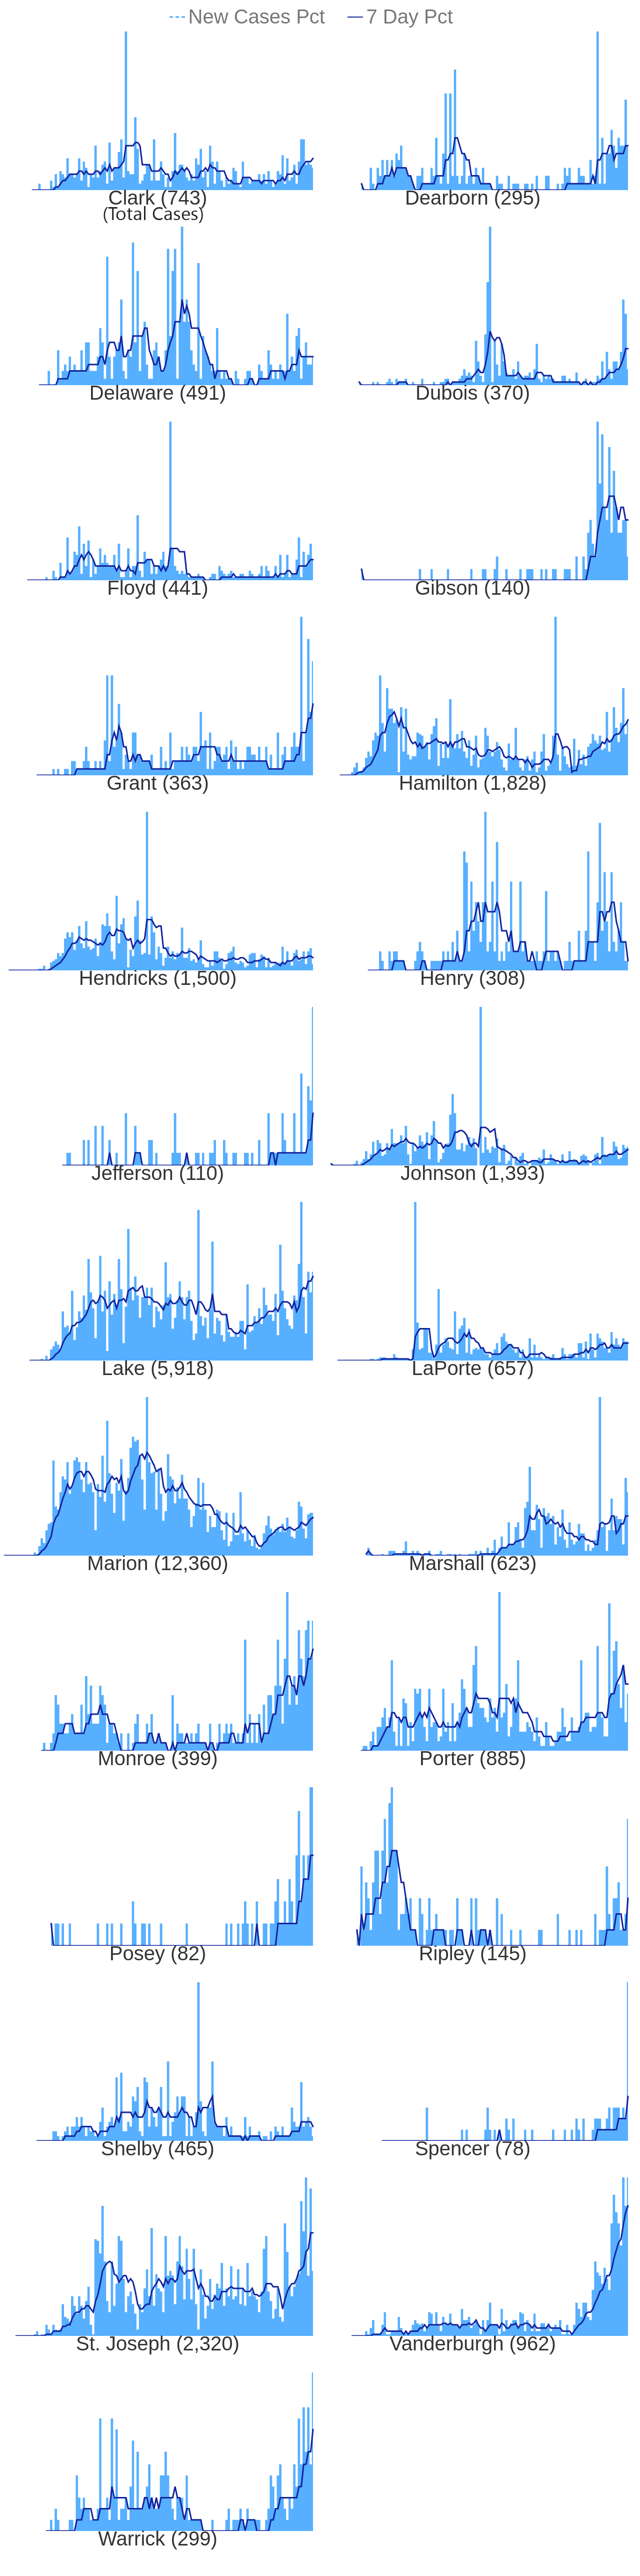 New Cases Pct 7 Day Pct
Clark (743) Dearborn (295)
(Total Cases)
Delaware (491) Dubois (370)
Floyd (441) Gibson (140)
Grant (363) Hamilton (1,828)
Hendricks (1,500) Henry (308)
Jefferson (110) Johnson (1,393)
Lake (5,918) LaPorte (657)
Marion (12,360) Marshall (623)
Monroe (399) Porter (885)
Posey (82) Ripley (145)
Shelby (465) Spencer (78)
St. Joseph (2,320) Vanderburgh (962)
Warrick (299)